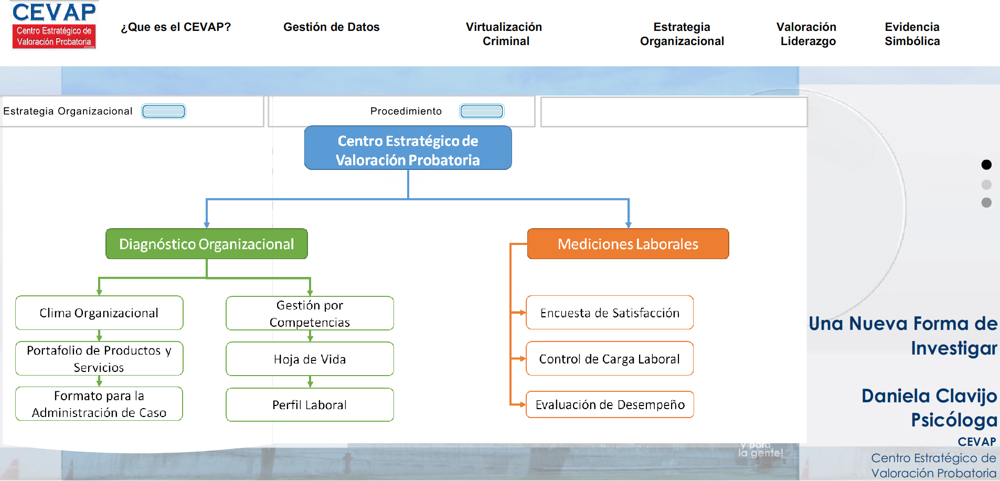 CEVAP
Centro Estratégico de
Valoración Probatoria
¿Que es el CEVAP?
Gestión de Datos
Virtualización
Criminal
Estrategia
Organizacional
Valoración
Liderazgo
Evidencia
Simbólica
Estrategia Organizacional
Procedimiento
Centro Estratégico de
Valoración Probatoria
Diagnóstico Organizacional
Mediciones Laborales
Clima Organizacional
Portafolio de Productos y
Servicios
Formato para la
Administración de Caso
Gestión por
Competencias
Hoja de Vida
Perfil Laboral
Encuesta de Satisfacción
Control de Carga Laboral
Evaluación de Desempeño
Una Nueva Forma de
Investigar
Daniela Clavijo
Psicóloga
CEVAP
Centro Estratégico de
Valoración Probatoria
y para
la gente!